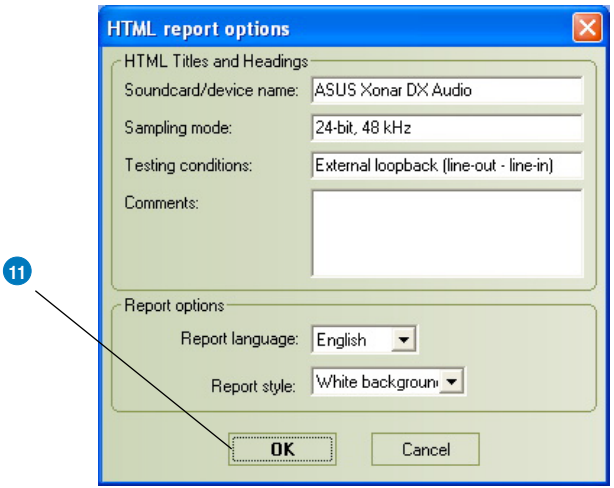 HTML report options
HTML Titles and Headings
Soundcard/device name: ASUS Xonar DX Audio
Sampling mode: 24-bit, 48 kHz
Testing conditions: External loopback (line-out - line-in)
Comments:
11
Report options
Report language: English
Report style: White background
OK Cancel